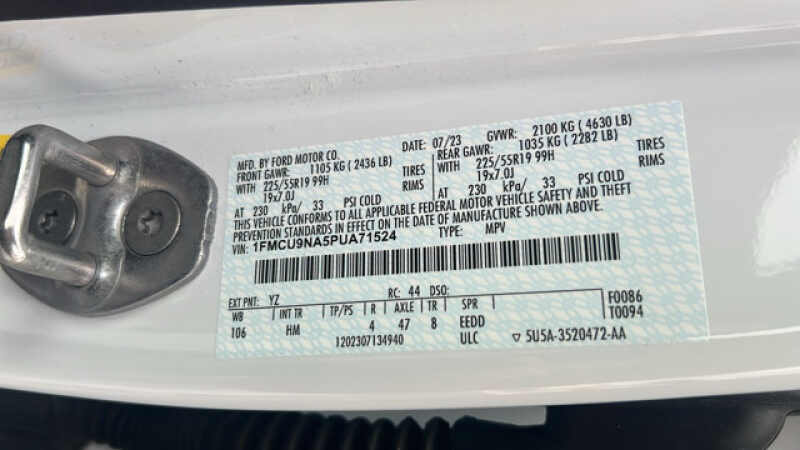 MFD. BY FORD MOTOR CO. DATE: 07/23 GVWR: 2100 KG ( 4630 LB)
FRONT GAWR: 1105 KG ( 2436 LB) REAR GAWR: 1035 KG ( 2282 LB)
WITH 225/55R19 99H TIRES WITH 225/55R19 99H TIRES
19x7.0J RIMS 19x7.0J RIMS
AT 230 kPa/ 33 PSI COLD AT 230 kPa/ 33 PSI COLD
THIS VEHICLE CONFORMS TO ALL APPLICABLE FEDERAL MOTOR VEHICLE SAFETY AND THEFT
PREVENTION STANDARDS IN EFFECT ON THE DATE OF MANUFACTURE SHOWN ABOVE.
VIN: 1FMCU9NA5PUA71524 TYPE: MPV
EXT PNT: YZ RC: 44 DSO: F0086
WB INT TR TP/PS R AXLE TR SPR T0094
106 HM 4 47 8 EEDD
1202307134940 ULC ▽ 5U5A-3520472-AA